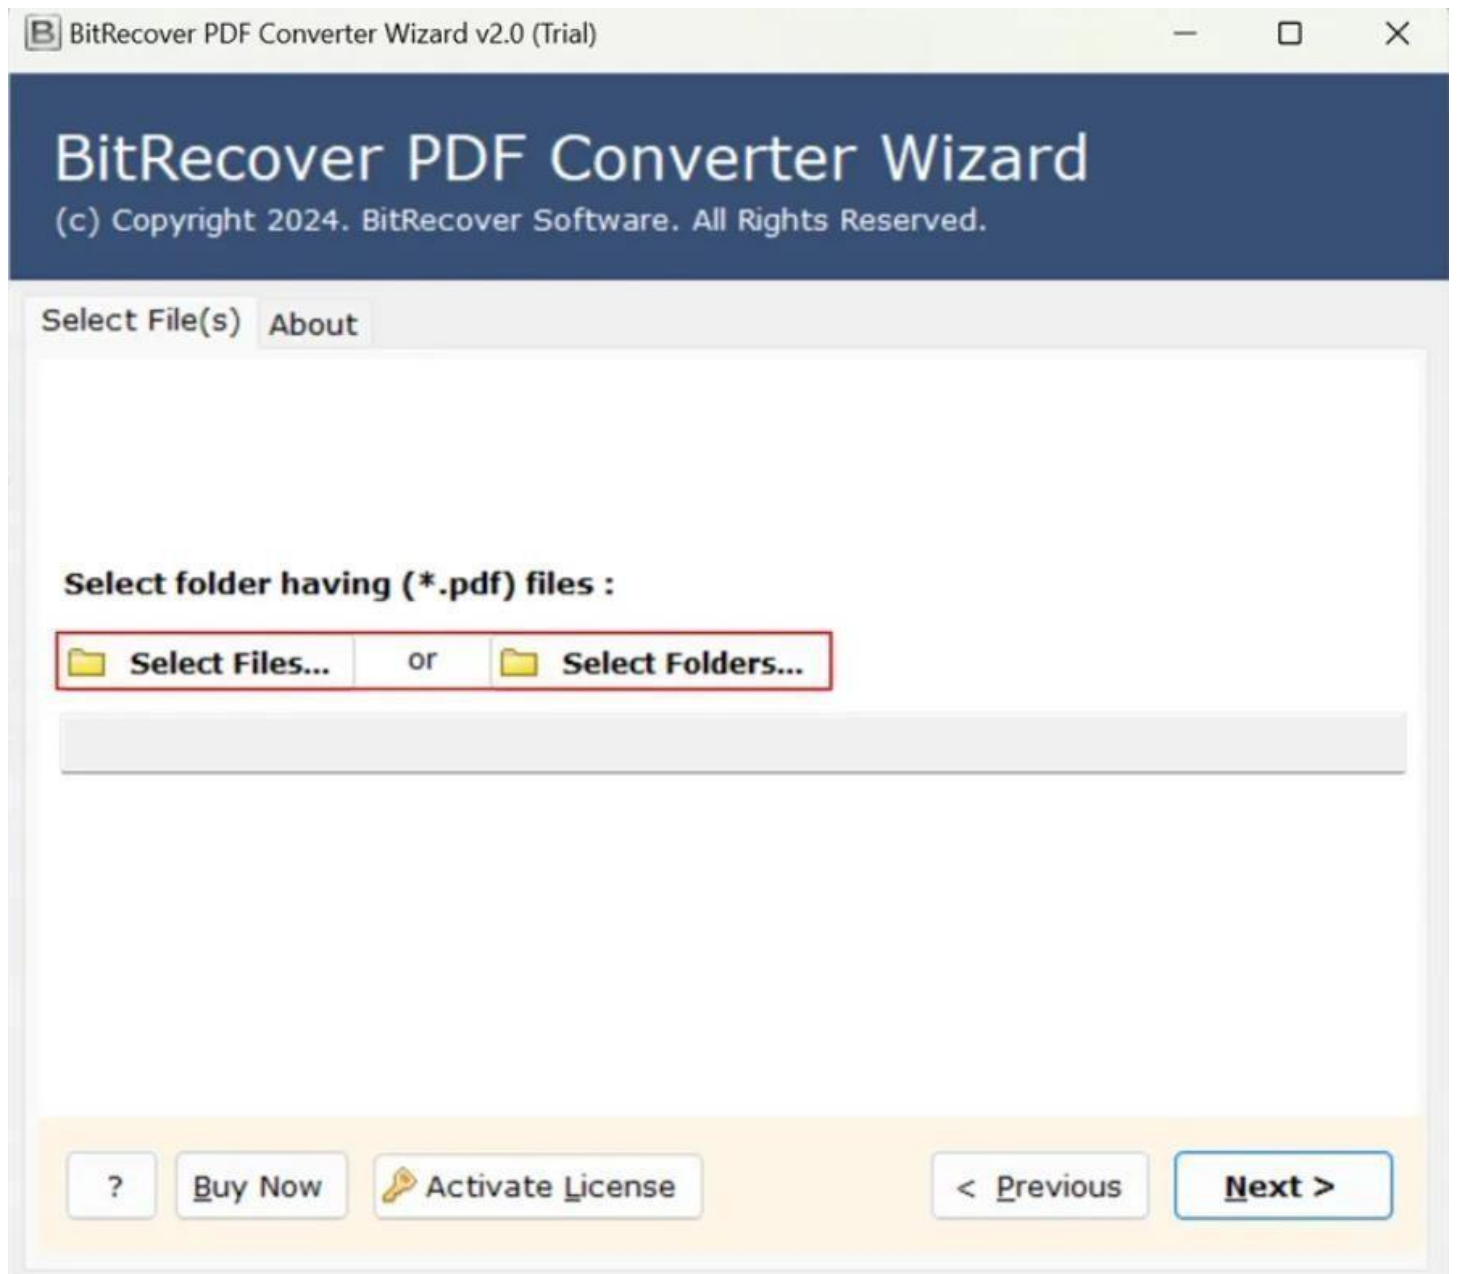 B BitRecover PDF Converter Wizard v2.0 (Trial)
BitRecover PDF Converter Wizard
(c) Copyright 2024. BitRecover Software. All Rights Reserved.
Select File(s) About
Select folder having (*.pdf) files :
Select Files... or Select Folders...
? Buy Now Activate License < Previous Next >